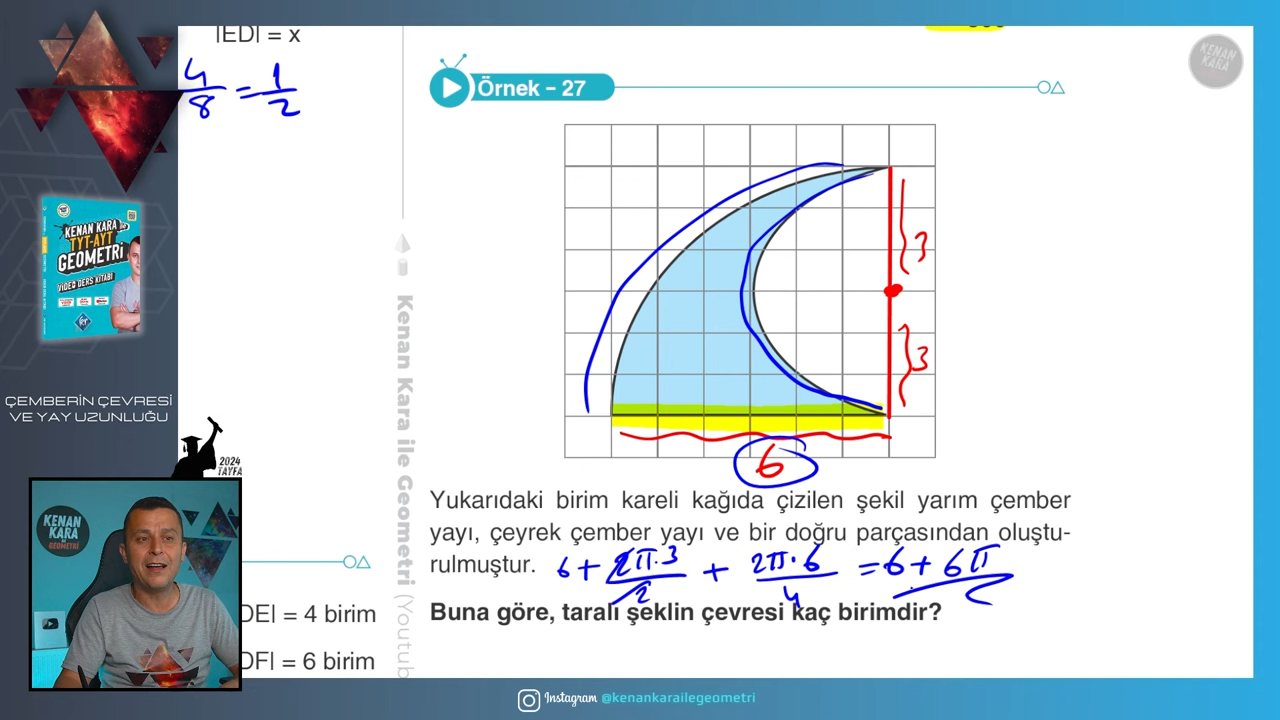 |ED| = x
4/8 = 1/2
Örnek – 27
KENAN KARA
3
3
6
Yukarıdaki birim kareli kağıda çizilen şekil yarım çember
yayı, çeyrek çember yayı ve bir doğru parçasından oluştu-
rulmuştur.
6 + 2π·3/2 + 2π·6/4 = 6 + 6π
Buna göre, taralı şeklin çevresi kaç birimdir?
Kenan Kara ile Geometri (Youtub
KENAN KARA
TYT-AYT
GEOMETRİ
VİDEO DERS KİTABI
ÇEMBERİN ÇEVRESİ
VE YAY UZUNLUĞU
2024
TAYFA
KENAN
KARA
GEOMETRİ
DE| = 4 birim
DF| = 6 birim
Instagram @kenankarailegeometri